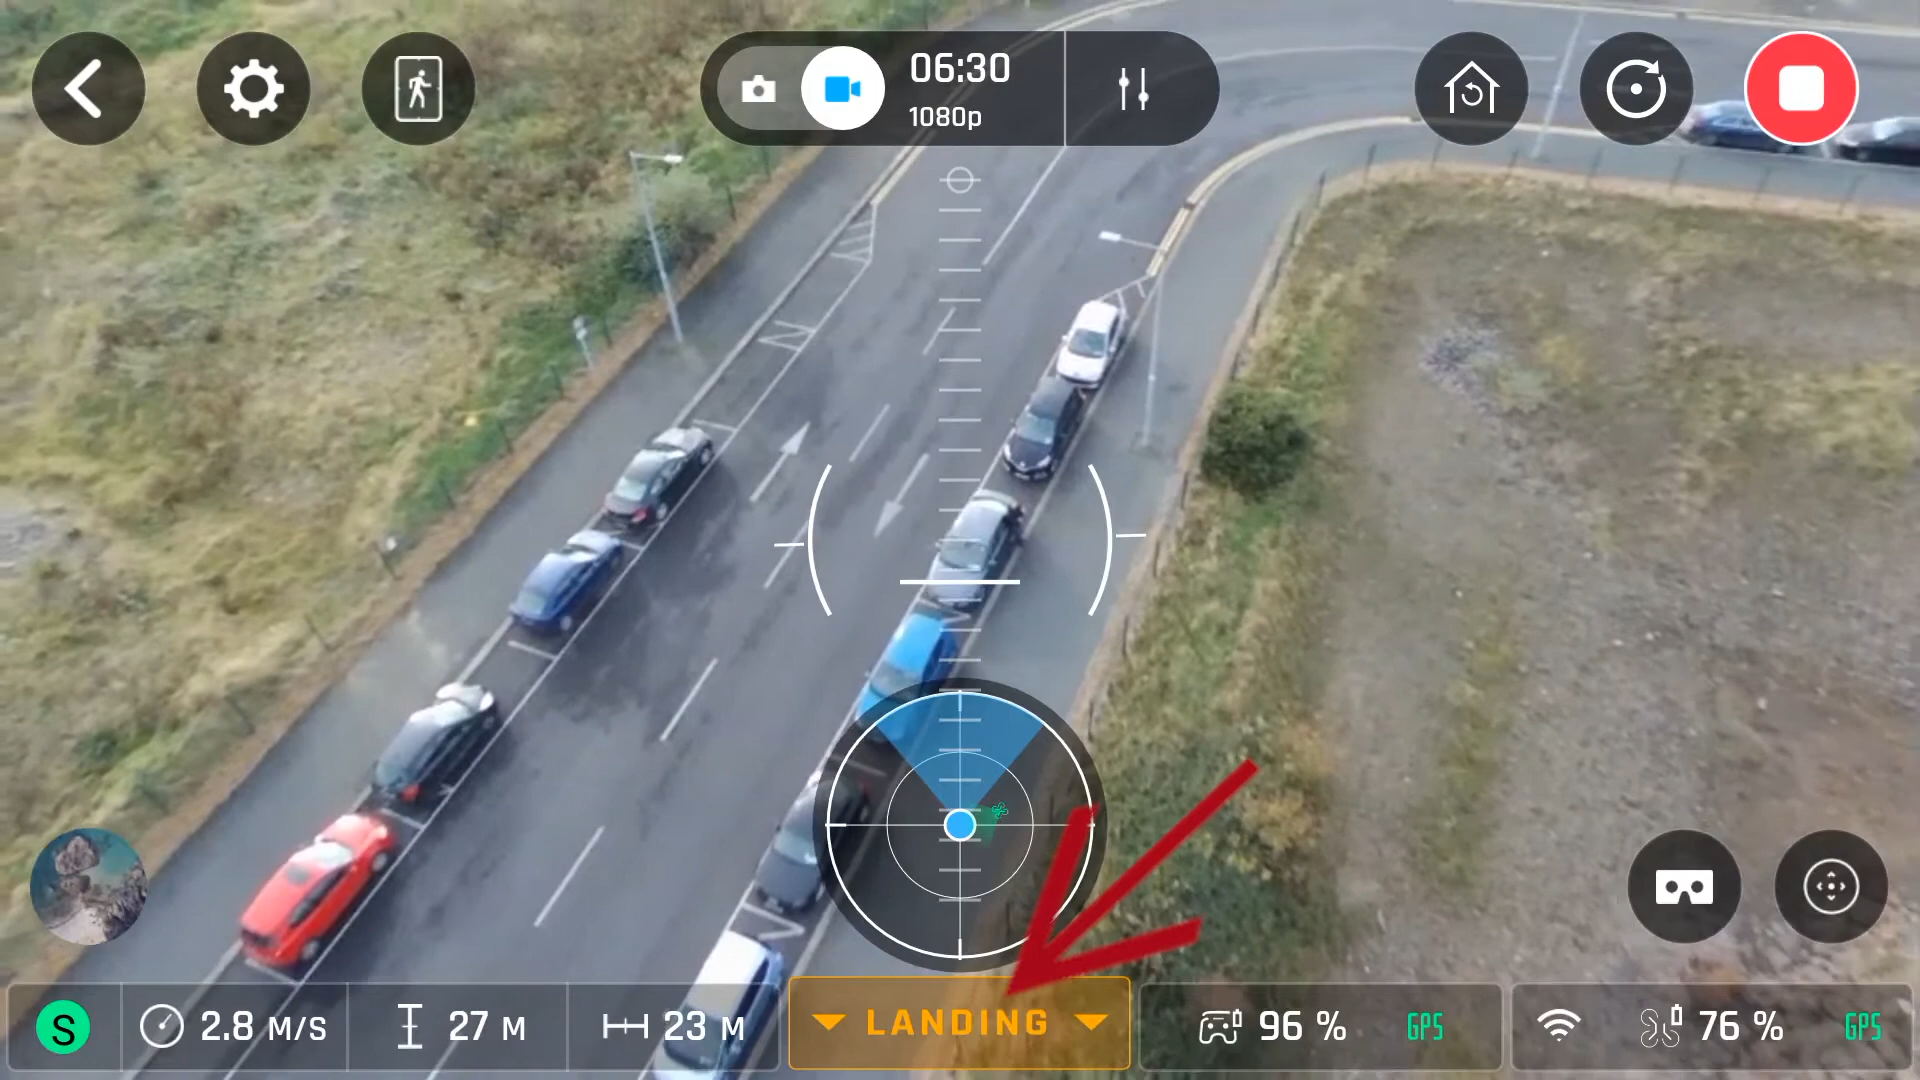 06:30
1080p
S
2.8 M/S
27 M
23 M
LANDING
96 %
GPS
76 %
GPS